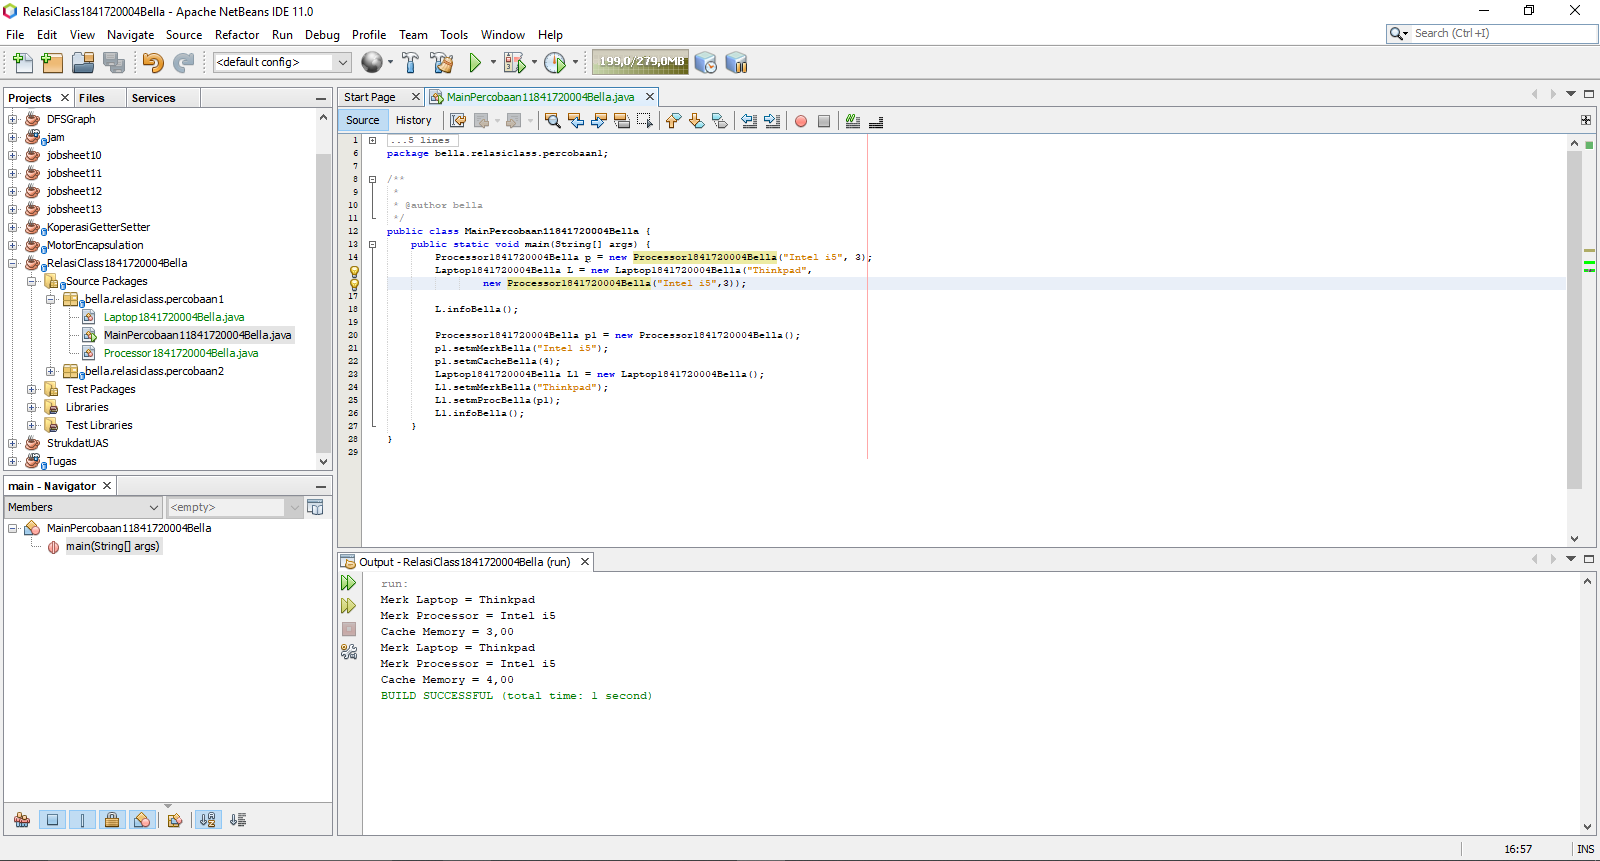 RelasiClass1841720004Bella - Apache NetBeans IDE 11.0
File Edit View Navigate Source Refactor Run Debug Profile Team Tools Window Help
Search (Ctrl+I)
<default config>
199,0/279,0MB
Projects Files Services
DFSGraph
jam
jobsheet10
jobsheet11
jobsheet12
jobsheet13
KoperasiGetterSetter
MotorEncapsulation
RelasiClass1841720004Bella
Source Packages
bella.relasiclass.percobaan1
Laptop1841720004Bella.java
MainPercobaan11841720004Bella.java
Processor1841720004Bella.java
bella.relasiclass.percobaan2
Test Packages
Libraries
Test Libraries
StrukdatUAS
Tugas
main - Navigator
Members
<empty>
MainPercobaan11841720004Bella
main(String[] args)
Start Page MainPercobaan11841720004Bella.java
Source History
1 ...5 lines
6 package bella.relasiclass.percobaan1;
7
8 /**
9 *
10 * @author bella
11 */
12 public class MainPercobaan11841720004Bella {
13 public static void main(String[] args) {
14 Processor1841720004Bella p = new Processor1841720004Bella("Intel i5", 3);
Laptop1841720004Bella L = new Laptop1841720004Bella("Thinkpad",
new Processor1841720004Bella("Intel i5",3));
17
18 L.infoBella();
19
20 Processor1841720004Bella p1 = new Processor1841720004Bella();
21 p1.setmMerkBella("Intel i5");
22 p1.setmCacheBella(4);
23 Laptop1841720004Bella L1 = new Laptop1841720004Bella();
24 L1.setmMerkBella("Thinkpad");
25 L1.setmProcBella(p1);
26 L1.infoBella();
27 }
28 }
29
Output - RelasiClass1841720004Bella (run)
run:
Merk Laptop = Thinkpad
Merk Processor = Intel i5
Cache Memory = 3,00
Merk Laptop = Thinkpad
Merk Processor = Intel i5
Cache Memory = 4,00
BUILD SUCCESSFUL (total time: 1 second)
16:57 INS